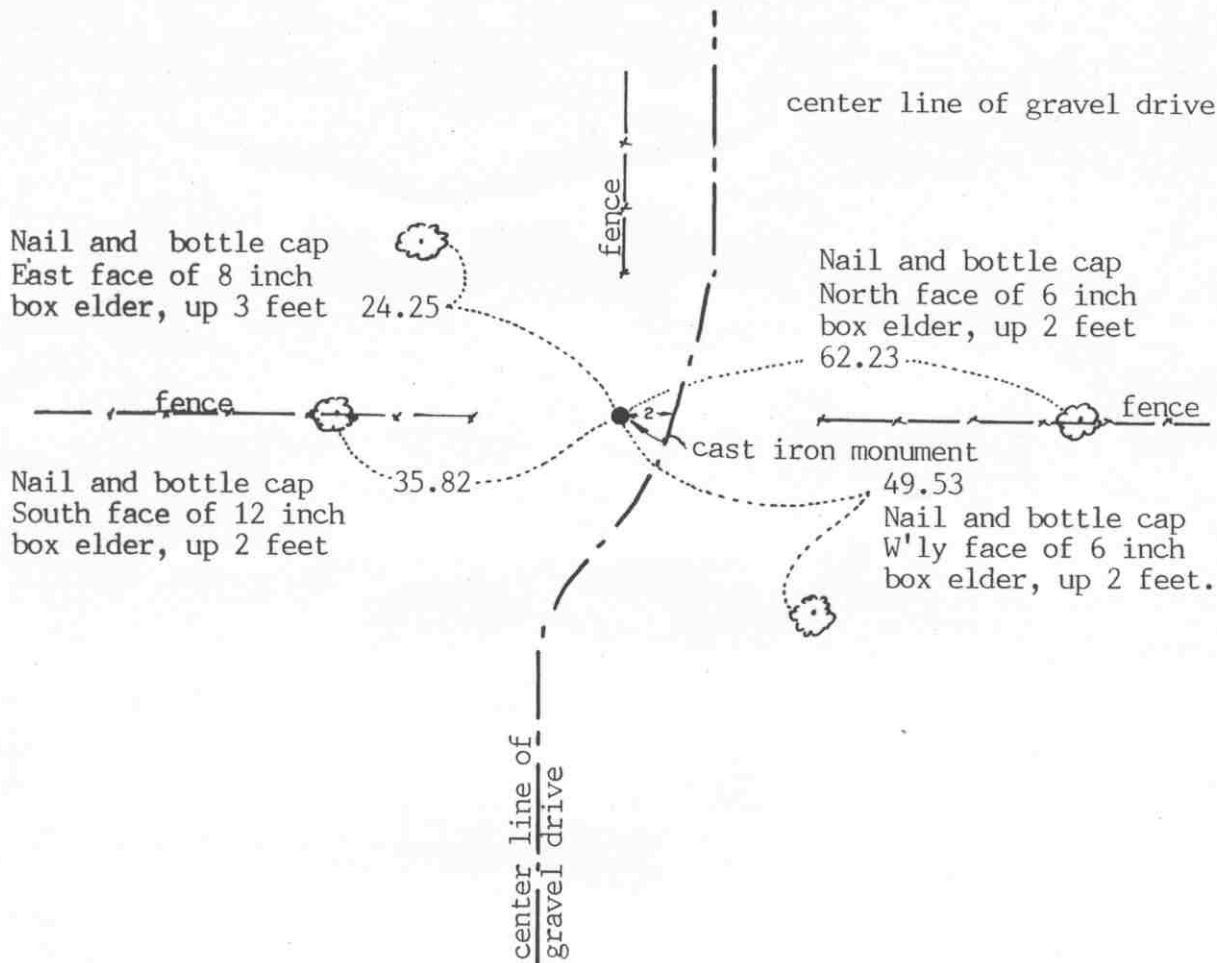 center line of gravel drive
fence
Nail and bottle cap
East face of 8 inch
box elder, up 3 feet 24.25
Nail and bottle cap
North face of 6 inch
box elder, up 2 feet
62.23
fence
2
fence
cast iron monument
Nail and bottle cap
South face of 12 inch
box elder, up 2 feet
35.82
49.53
Nail and bottle cap
W'ly face of 6 inch
box elder, up 2 feet.
center line of
gravel drive